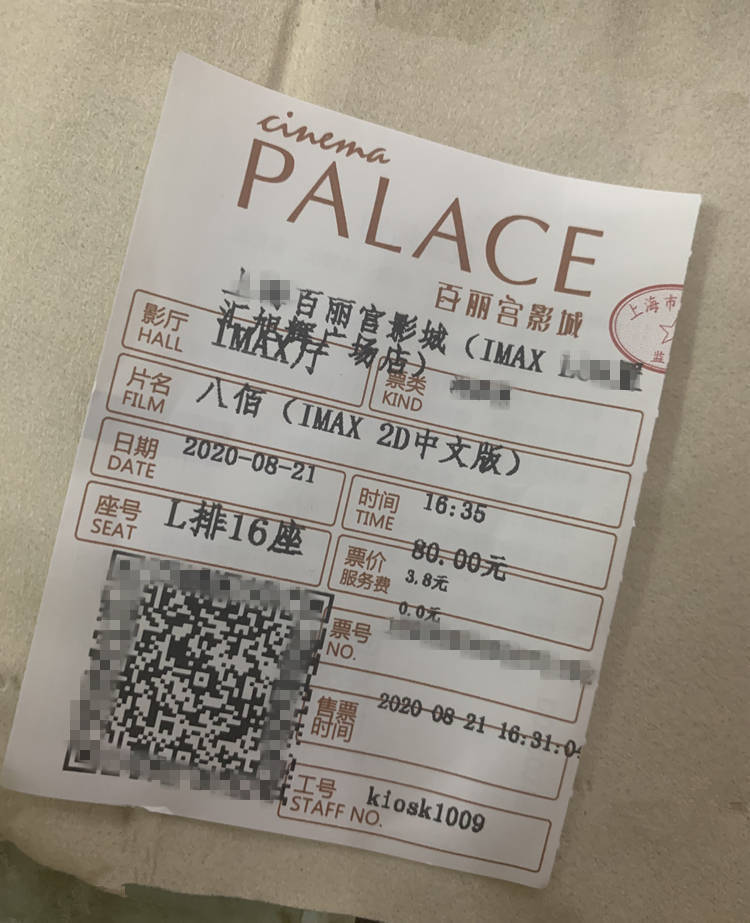 cinema
PALACE
百丽宫影城
上 百丽宫影城（IMAX
汇旭辉广场店）
上海市
监
影厅
HALL
IMAX厅
票类
KIND
片名
FILM
八佰（IMAX 2D中文版）
日期
DATE
2020-08-21
时间
TIME
16:35
座号
SEAT
L排16座
票价
80.00元
服务费
3.8元
0.0元
票号
NO.
售票
时间
2020-08-21 16:31:04
工号
STAFF NO.
kiosk1009